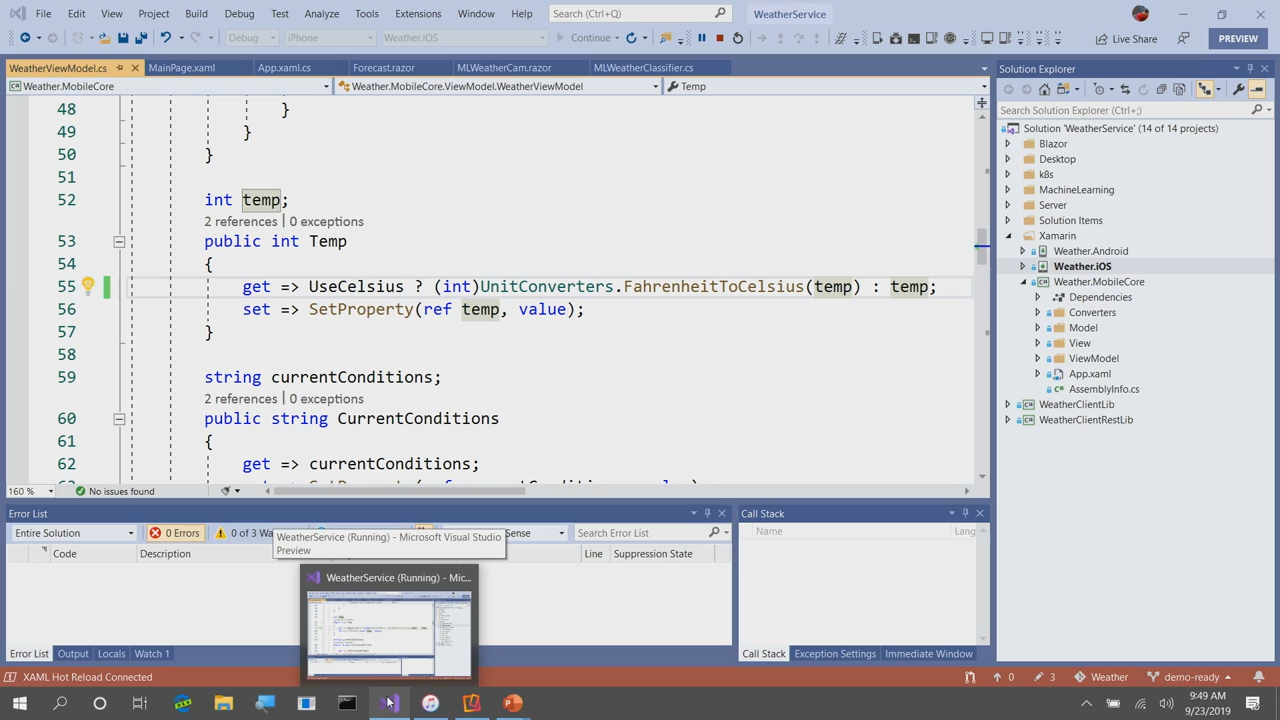 File Edit View Project Build Debug Test Analyze Tools Extensions Window Help Search (Ctrl+Q) WeatherService
Debug iPhone Weather.iOS Continue Live Share PREVIEW
WeatherViewModel.cs MainPage.xaml App.xaml.cs Forecast.razor MLWeatherCam.razor MLWeatherClassifier.cs
Weather.MobileCore Weather.MobileCore.ViewModel.WeatherViewModel Temp
48 }
49 }
50 }
51
52 int temp;
2 references | 0 exceptions
53 public int Temp
54 {
55 get => UseCelsius ? (int)UnitConverters.FahrenheitToCelsius(temp) : temp;
56 set => SetProperty(ref temp, value);
57 }
58
59 string currentConditions;
2 references | 0 exceptions
60 public string CurrentConditions
61 {
62 get => currentConditions;
160 % No issues found
Solution Explorer
Search Solution Explorer (Ctrl+;)
Solution 'WeatherService' (14 of 14 projects)
Blazor
Desktop
k8s
MachineLearning
Server
Solution Items
Xamarin
Weather.Android
Weather.iOS
Weather.MobileCore
Dependencies
Converters
Model
View
ViewModel
App.xaml
AssemblyInfo.cs
WeatherClientLib
WeatherClientRestLib
Error List
Entire Solution 0 Errors 0 of 3 Wa Sense Search Error List
Code Description Line Suppression State
WeatherService (Running) - Microsoft Visual Studio
Preview
WeatherService (Running) - Mic...
Error List Output Locals Watch 1
Call Stack
Name Lang
Call Stack Exception Settings Immediate Window
XAML Hot Reload Connected 0 3 Weather demo-ready
9:49 AM
9/23/2019